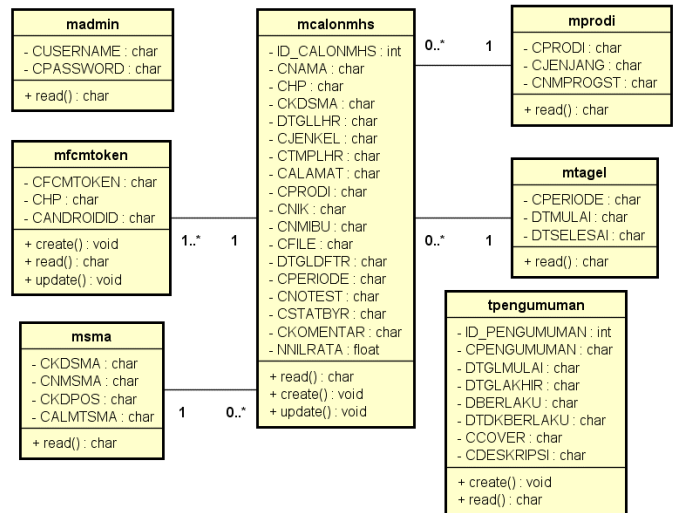 madmin
- CUSERNAME : char
- CPASSWORD : char
+ read() : char
mfcmtoken
- CFCMTOKEN : char
- CHP : char
- CANDROIDID : char
+ create() : void
+ read() : char
+ update() : void
1..*
1
msma
- CKDSMA : char
- CNMSMA : char
- CKDPOS : char
- CALMTSMA : char
+ read() : char
1
0..*
mcalonmhs
- ID_CALONMHS : int
- CNAMA : char
- CHP : char
- CKDSMA : char
- DTGLLHR : char
- CJENKEL : char
- CTMPLHR : char
- CALAMAT : char
- CPRODI : char
- CNIK : char
- CNMIBU : char
- CFILE : char
- DTGLDFTR : char
- CPERIODE : char
- CNOTEST : char
- CSTATBYR : char
- CKOMENTAR : char
- NNILRATA : float
+ read() : char
+ create() : void
+ update() : void
0..*
1
mprodi
- CPRODI : char
- CJENJANG : char
- CNMPROGST : char
+ read() : char
0..*
1
mtagel
- CPERIODE : char
- DTMULAI : char
- DTSELESAI : char
+ read() : char
tpengumuman
- ID_PENGUMUMAN : int
- CPENGUMUMAN : char
- DTGLMULAI : char
- DTGLAKHIR : char
- DBERLAKU : char
- DTDKBERLAKU : char
- CCOVER : char
- CDESKRIPSI : char
+ create() : void
+ read() : char